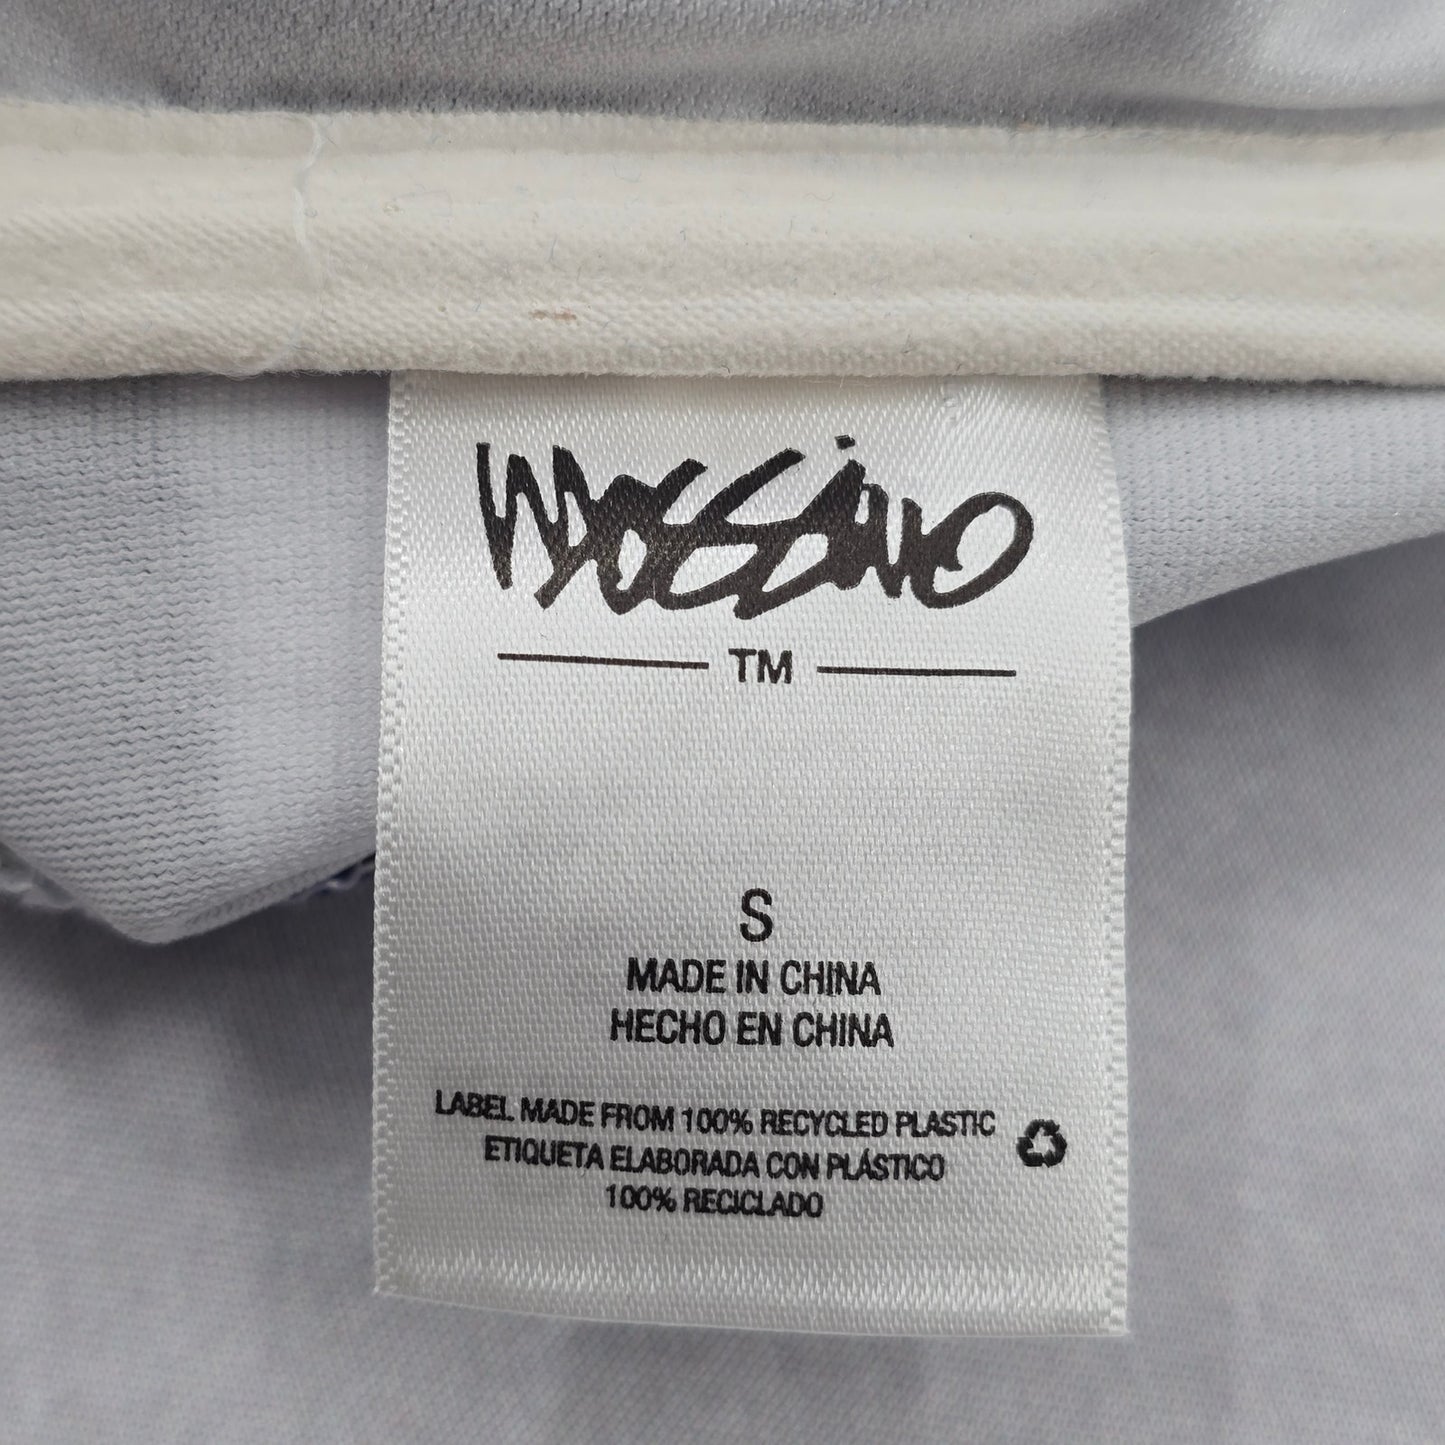 Mossimo
TM
S
MADE IN CHINA
HECHO EN CHINA
LABEL MADE FROM 100% RECYCLED PLASTIC
ETIQUETA ELABORADA CON PLÁSTICO
100% RECICLADO